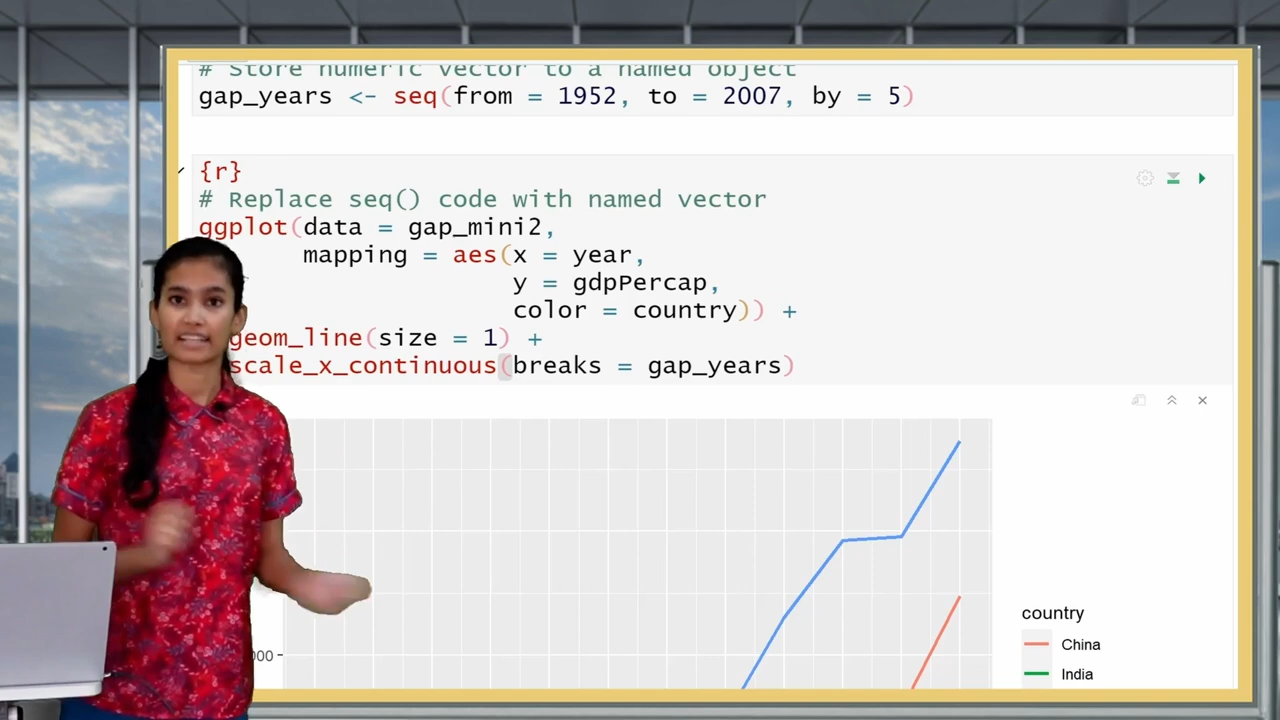 # Store numeric vector to a named object
gap_years <- seq(from = 1952, to = 2007, by = 5)
{r}
# Replace seq() code with named vector
ggplot(data = gap_mini2,
mapping = aes(x = year,
y = gdpPercap,
color = country)) +
geom_line(size = 1) +
scale_x_continuous(breaks = gap_years)
country
China
India